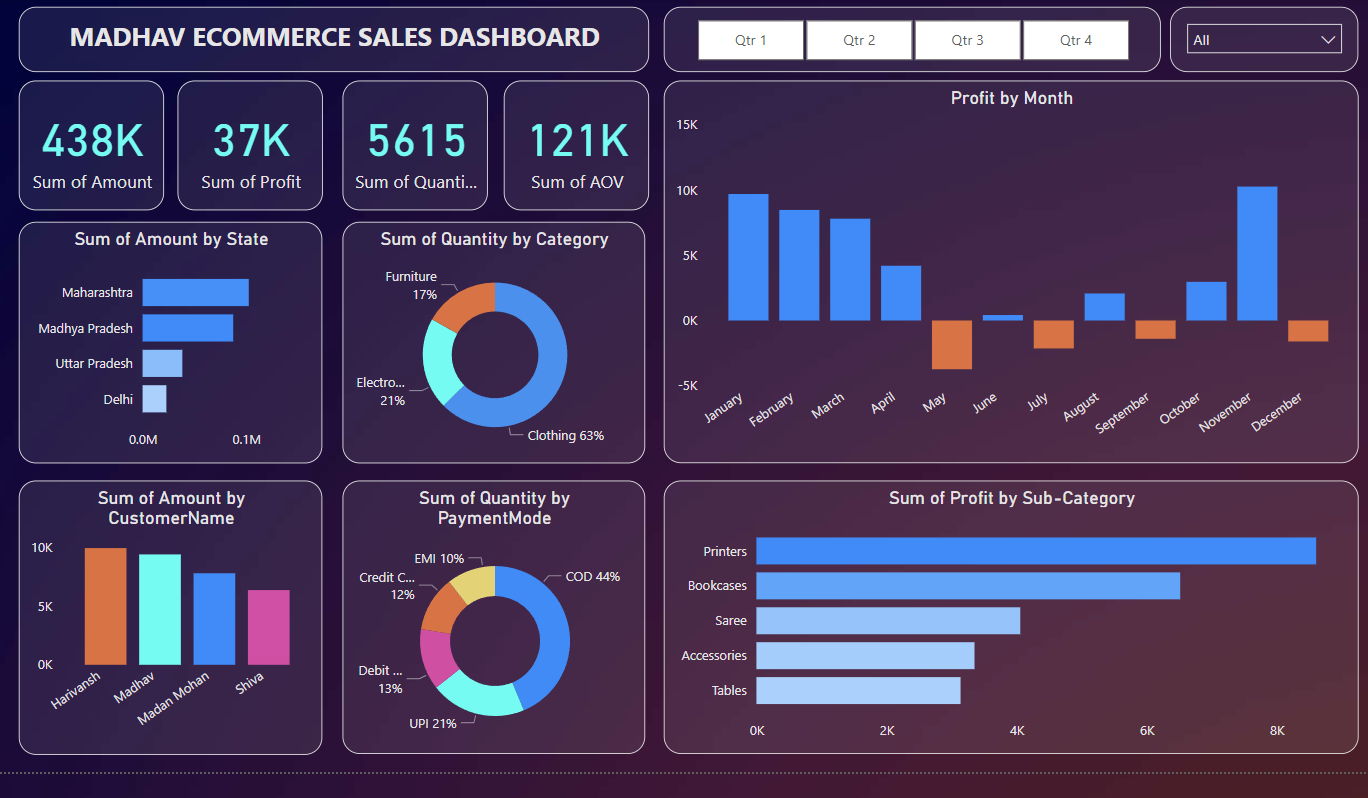 MADHAV ECOMMERCE SALES DASHBOARD
Qtr 1
Qtr 2
Qtr 3
Qtr 4
All
438K
Sum of Amount
37K
Sum of Profit
5615
Sum of Quanti...
121K
Sum of AOV
Profit by Month
15K
10K
5K
0K
-5K
January
February
March
April
May
June
July
August
September
October
November
December
Sum of Amount by State
Maharashtra
Madhya Pradesh
Uttar Pradesh
Delhi
0.0M
0.1M
Sum of Quantity by Category
Furniture
17%
Electro...
21%
Clothing 63%
Sum of Amount by
CustomerName
10K
5K
0K
Harivansh
Madhav
Madan Mohan
Shiva
Sum of Quantity by
PaymentMode
EMI 10%
COD 44%
Credit C...
12%
Debit ...
13%
UPI 21%
Sum of Profit by Sub-Category
Printers
Bookcases
Saree
Accessories
Tables
0K
2K
4K
6K
8K